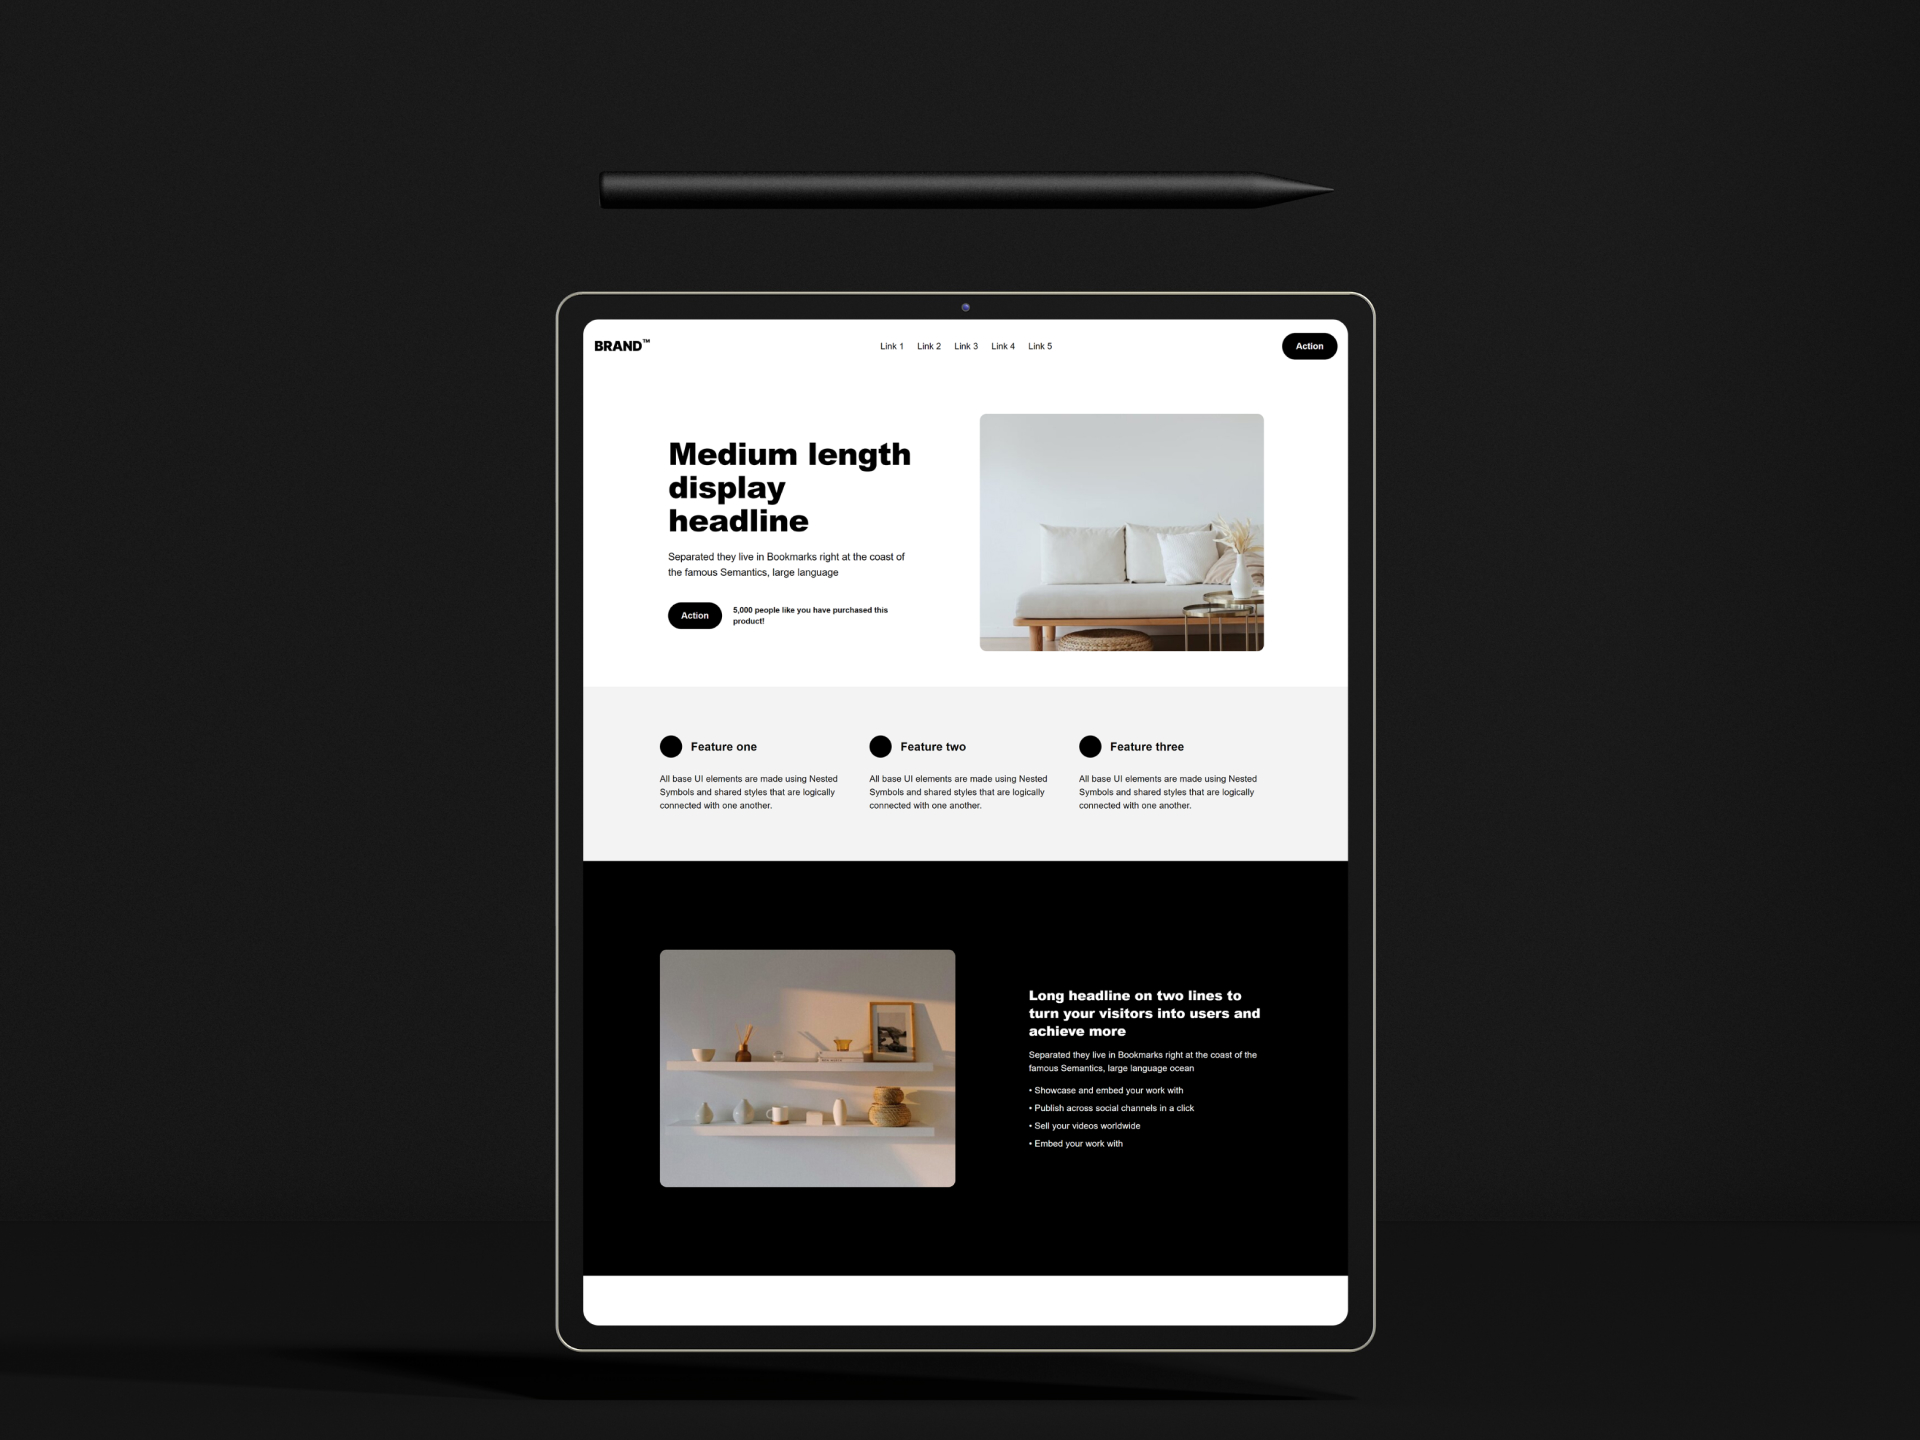 BRAND™
Link 1 Link 2 Link 3 Link 4 Link 5
Action
Medium length
display
headline
Separated they live in Bookmarks right at the coast of
the famous Semantics, large language
Action
5,000 people like you have purchased this
product!
Feature one
All base UI elements are made using Nested
Symbols and shared styles that are logically
connected with one another.
Feature two
All base UI elements are made using Nested
Symbols and shared styles that are logically
connected with one another.
Feature three
All base UI elements are made using Nested
Symbols and shared styles that are logically
connected with one another.
Long headline on two lines to
turn your visitors into users and
achieve more
Separated they live in Bookmarks right at the coast of the
famous Semantics, large language ocean
• Showcase and embed your work with
• Publish across social channels in a click
• Sell your videos worldwide
• Embed your work with